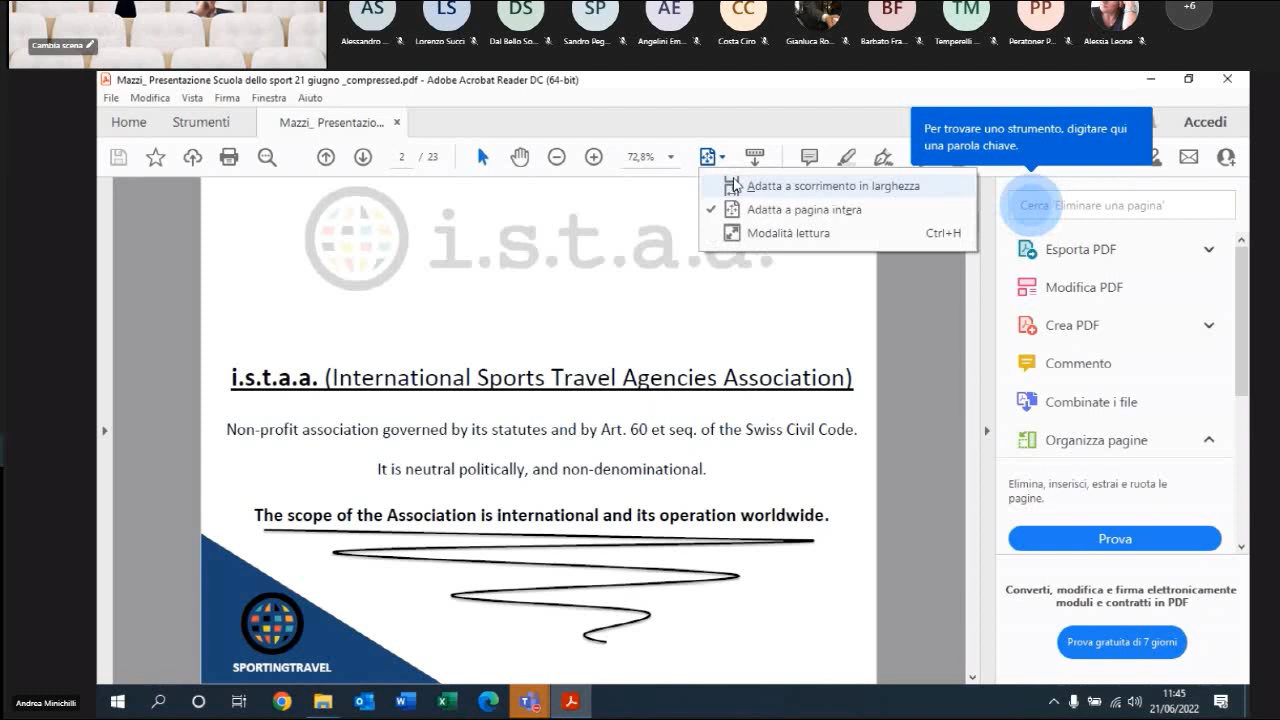 AS LS DS SP AE CC BF TM PP +6
Cambia scena
Alessandro ... Lorenzo Succi Dal Bello So... Sandro Peg... Angelini Em... Costa Ciro Gianluca Ro... Barbato Fra... Temperelli ... Peratoner P... Alessia Leone
Mazzi_ Presentazione Scuola dello sport 21 giugno _compressed.pdf - Adobe Acrobat Reader DC (64-bit)
File Modifica Vista Firma Finestra Aiuto
Home Strumenti Mazzi_ Presentazio... × Accedi
Per trovare uno strumento, digitare qui
una parola chiave.
2 / 23 72,8%
Adatta a scorrimento in larghezza
Adatta a pagina intera
Modalità lettura Ctrl+H
Cerca 'Eliminare una pagina'
i.s.t.a.a.
Esporta PDF
Modifica PDF
Crea PDF
Commento
Combinate i file
Organizza pagine
Elimina, inserisci, estrai e ruota le
pagine.
Prova
Converti, modifica e firma elettronicamente
moduli e contratti in PDF
Prova gratuita di 7 giorni
i.s.t.a.a. (International Sports Travel Agencies Association)
Non-profit association governed by its statutes and by Art. 60 et seq. of the Swiss Civil Code.
It is neutral politically, and non-denominational.
The scope of the Association is international and its operation worldwide.
SPORTINGTRAVEL
Andrea Minichilli
11:45
21/06/2022